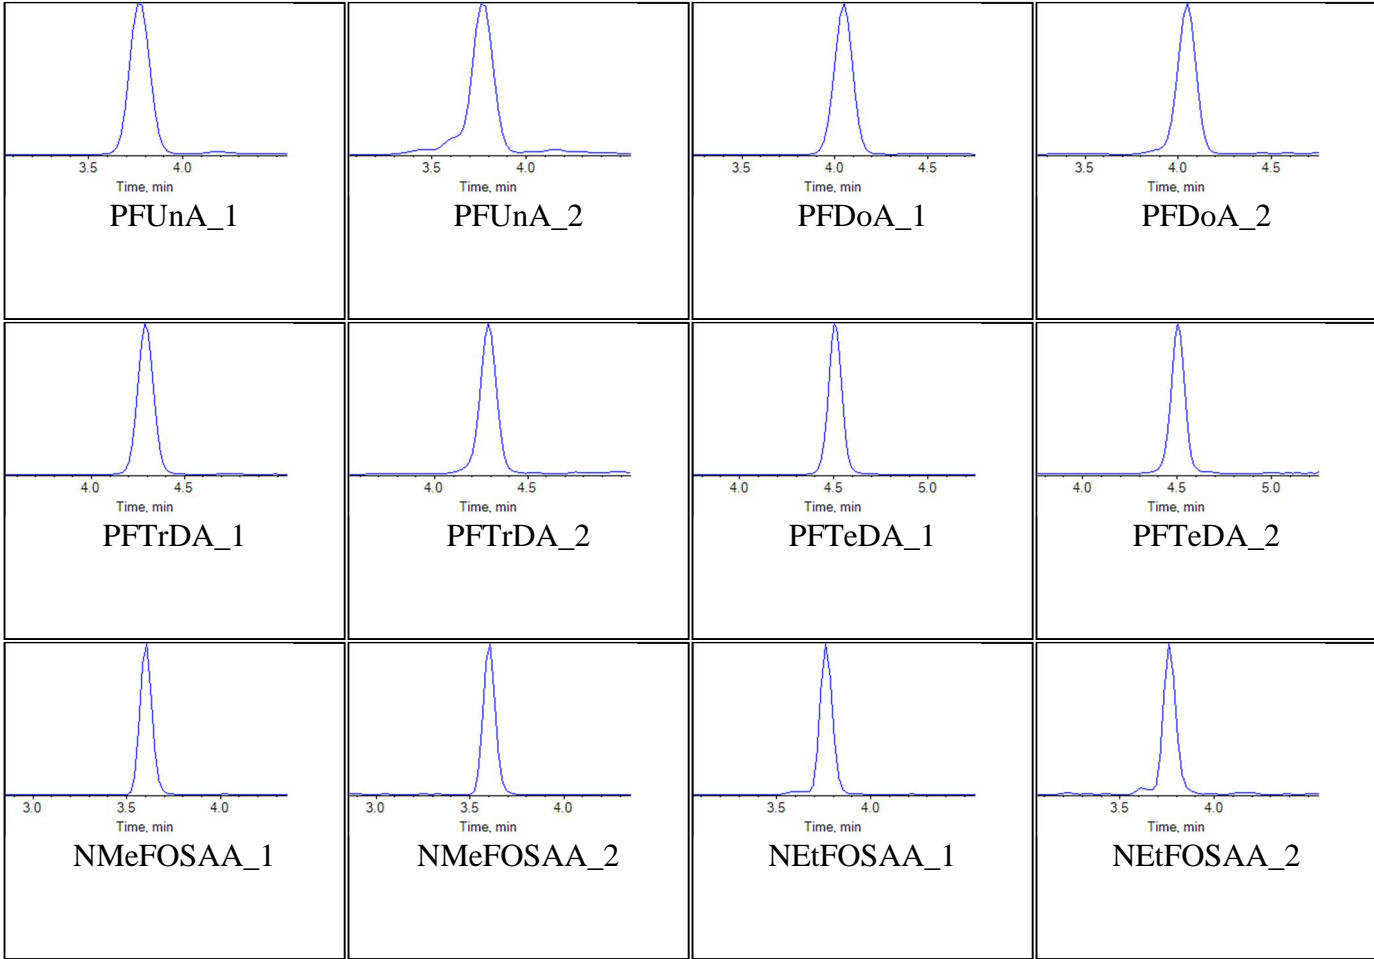 3.5 4.0
Time, min
PFUnA_1
3.5 4.0
Time, min
PFUnA_2
3.5 4.0 4.5
Time, min
PFDoA_1
3.5 4.0 4.5
Time, min
PFDoA_2
4.0 4.5
Time, min
PFTrDA_1
4.0 4.5
Time, min
PFTrDA_2
4.0 4.5 5.0
Time, min
PFTeDA_1
4.0 4.5 5.0
Time, min
PFTeDA_2
3.0 3.5 4.0
Time, min
NMeFOSAA_1
3.0 3.5 4.0
Time, min
NMeFOSAA_2
3.5 4.0
Time, min
NEtFOSAA_1
3.5 4.0
Time, min
NEtFOSAA_2